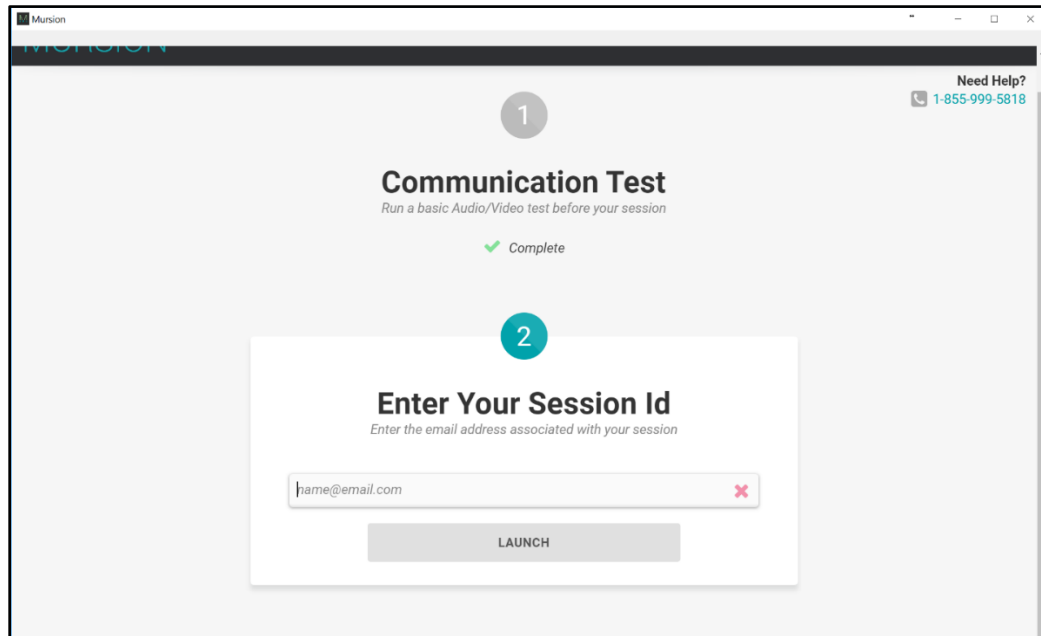 Mursion
MURSION
Need Help?
1-855-999-5818
1
Communication Test
Run a basic Audio/Video test before your session
Complete
2
Enter Your Session Id
Enter the email address associated with your session
name@email.com
LAUNCH